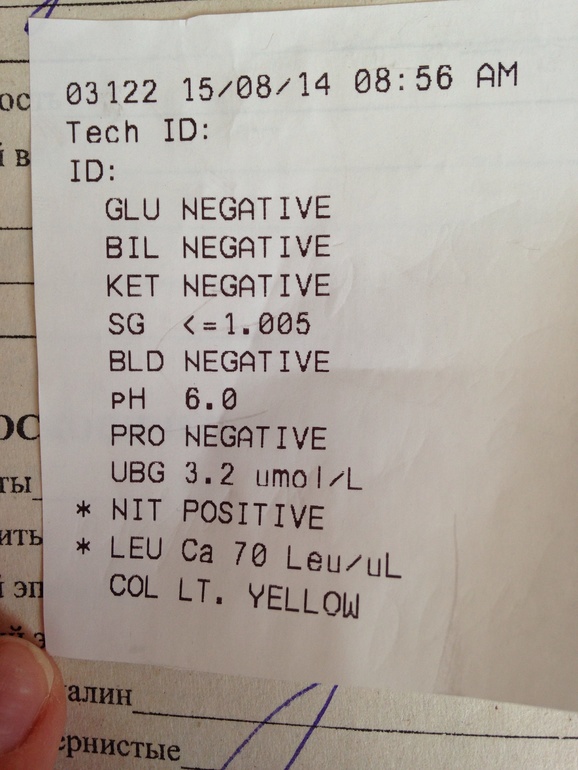 03122 15/08/14 08:56 AM
Tech ID:
ID:
GLU NEGATIVE
BIL NEGATIVE
KET NEGATIVE
SG <=1.005
BLD NEGATIVE
pH 6.0
PRO NEGATIVE
UBG 3.2 umol/L
* NIT POSITIVE
* LEU Ca 70 Leu/uL
COL LT. YELLOW
ос
й в
ОС
ты
ить
й эп
й э
алин
ернистые